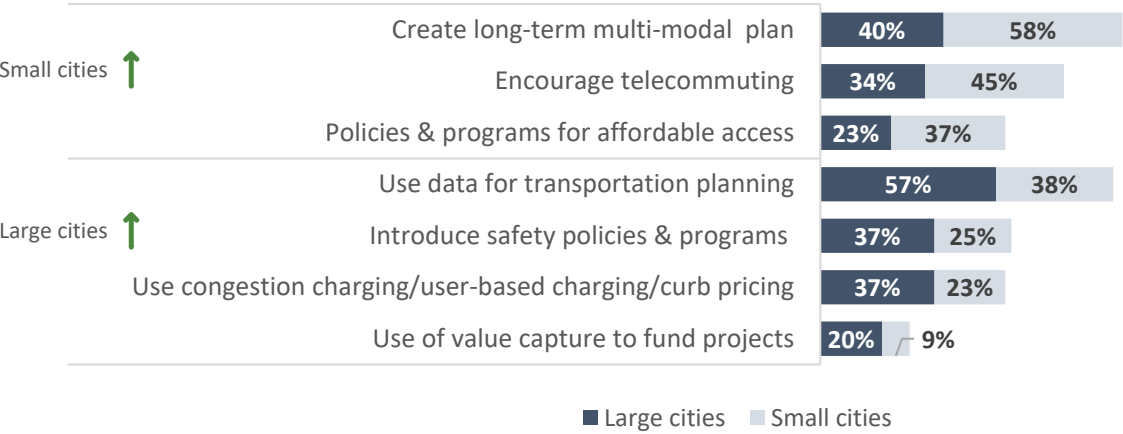 Create long-term multi-modal plan 40% 58%
Small cities
Encourage telecommuting 34% 45%
Policies & programs for affordable access 23% 37%
Use data for transportation planning 57% 38%
Large cities
Introduce safety policies & programs 37% 25%
Use congestion charging/user-based charging/curb pricing 37% 23%
Use of value capture to fund projects 20% 9%
Large cities Small cities